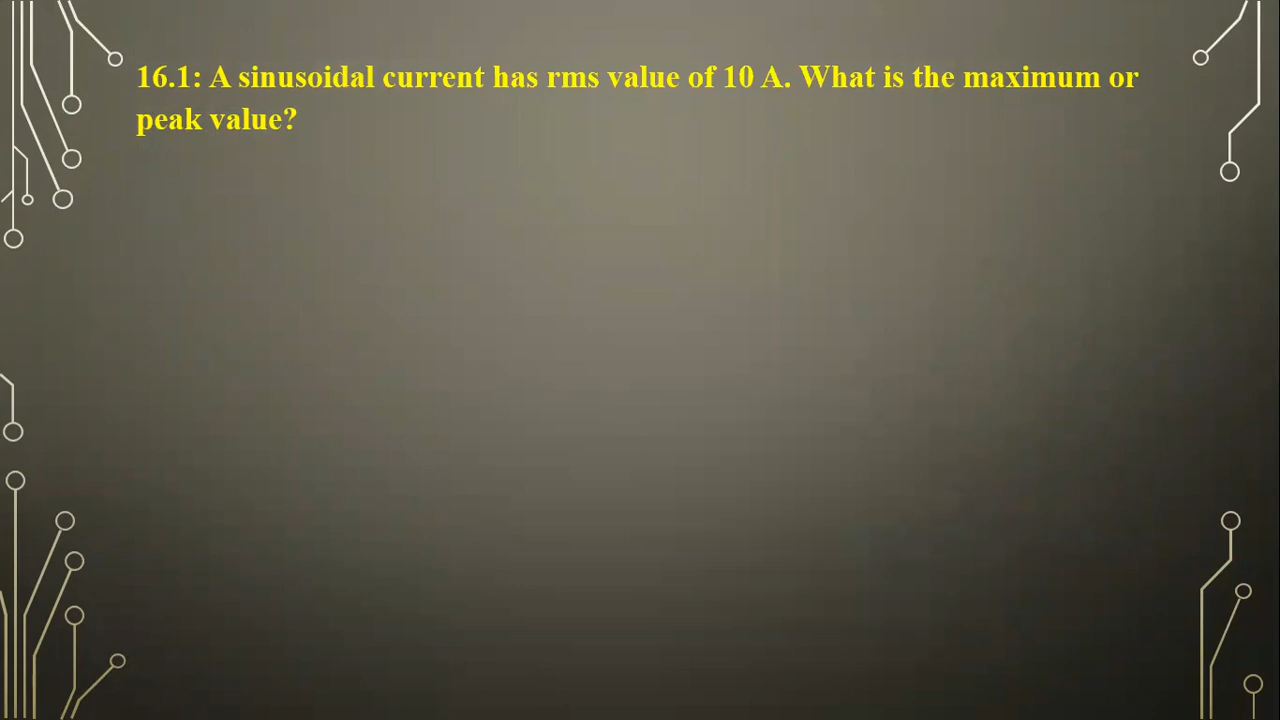 16.1: A sinusoidal current has rms value of 10 A. What is the maximum or
peak value?